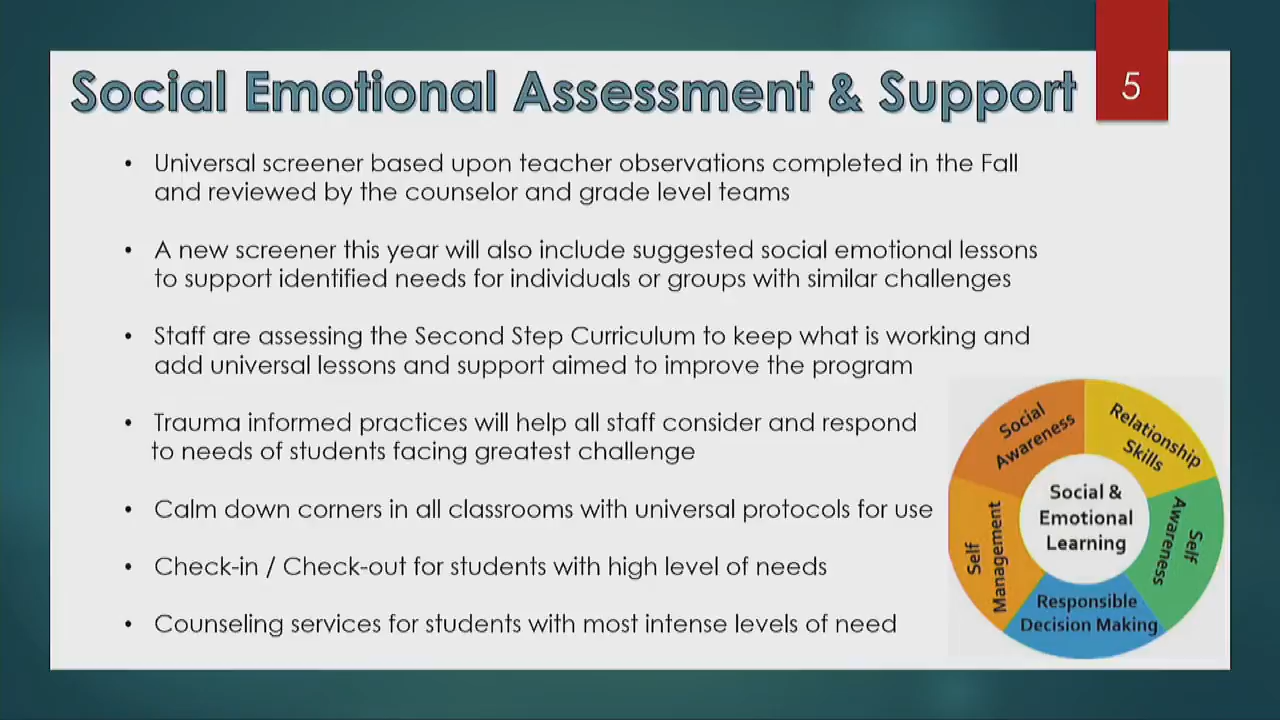 Social Emotional Assessment & Support
5
• Universal screener based upon teacher observations completed in the Fall
and reviewed by the counselor and grade level teams
• A new screener this year will also include suggested social emotional lessons
to support identified needs for individuals or groups with similar challenges
• Staff are assessing the Second Step Curriculum to keep what is working and
add universal lessons and support aimed to improve the program
• Trauma informed practices will help all staff consider and respond
to needs of students facing greatest challenge
• Calm down corners in all classrooms with universal protocols for use
• Check-in / Check-out for students with high level of needs
• Counseling services for students with most intense levels of need
Social
Awareness
Relationship
Skills
Self
Management
Social &
Emotional
Learning
Self
Awareness
Responsible
Decision Making